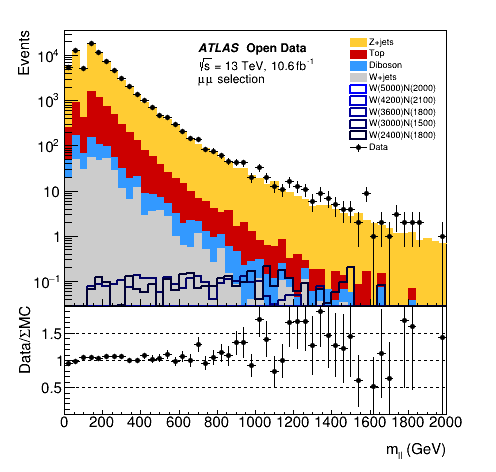 Events
10⁴
10³
10²
10
1
10⁻¹
ATLAS Open Data
√s = 13 TeV, 10.6fb⁻¹
μμ selection
Z+jets
Top
Diboson
W+jets
W(5000)N(2000)
W(4200)N(2100)
W(3600)N(1800)
W(3000)N(1500)
W(2400)N(1800)
Data
Data/ΣMC
1.5
1
0.5
0 200 400 600 800 1000 1200 1400 1600 1800 2000
m_ll (GeV)